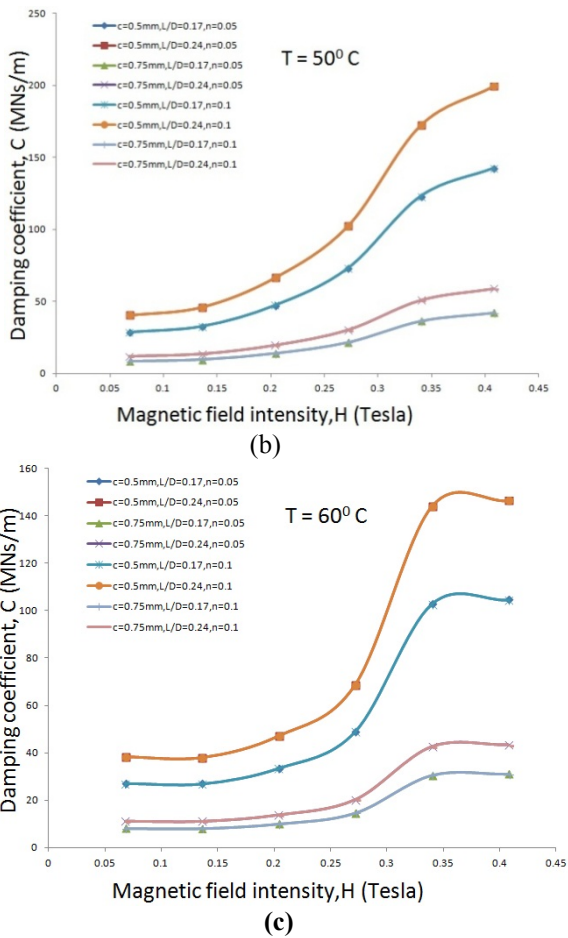 c=0.5mm,L/D=0.17,n=0.05
c=0.5mm,L/D=0.24,n=0.05
c=0.75mm,L/D=0.17,n=0.05
c=0.75mm,L/D=0.24,n=0.05
c=0.5mm,L/D=0.17,n=0.1
c=0.5mm,L/D=0.24,n=0.1
c=0.75mm,L/D=0.17,n=0.1
c=0.75mm,L/D=0.24,n=0.1
T = 50⁰ C
Damping coefficient, C (MNs/m)
250
200
150
100
50
0
0 0.05 0.1 0.15 0.2 0.25 0.3 0.35 0.4 0.45
Magnetic field intensity,H (Tesla)
(b)
c=0.5mm,L/D=0.17,n=0.05
c=0.5mm,L/D=0.24,n=0.05
c=0.75mm,L/D=0.17,n=0.05
c=0.75mm,L/D=0.24,n=0.05
c=0.5mm,L/D=0.17,n=0.1
c=0.5mm,L/D=0.24,n=0.1
c=0.75mm,L/D=0.17,n=0.1
c=0.75mm,L/D=0.24,n=0.1
T = 60⁰ C
Damping coefficient, C (MNs/m)
160
140
120
100
80
60
40
20
0
0 0.05 0.1 0.15 0.2 0.25 0.3 0.35 0.4 0.45
Magnetic field intensity,H (Tesla)
(c)